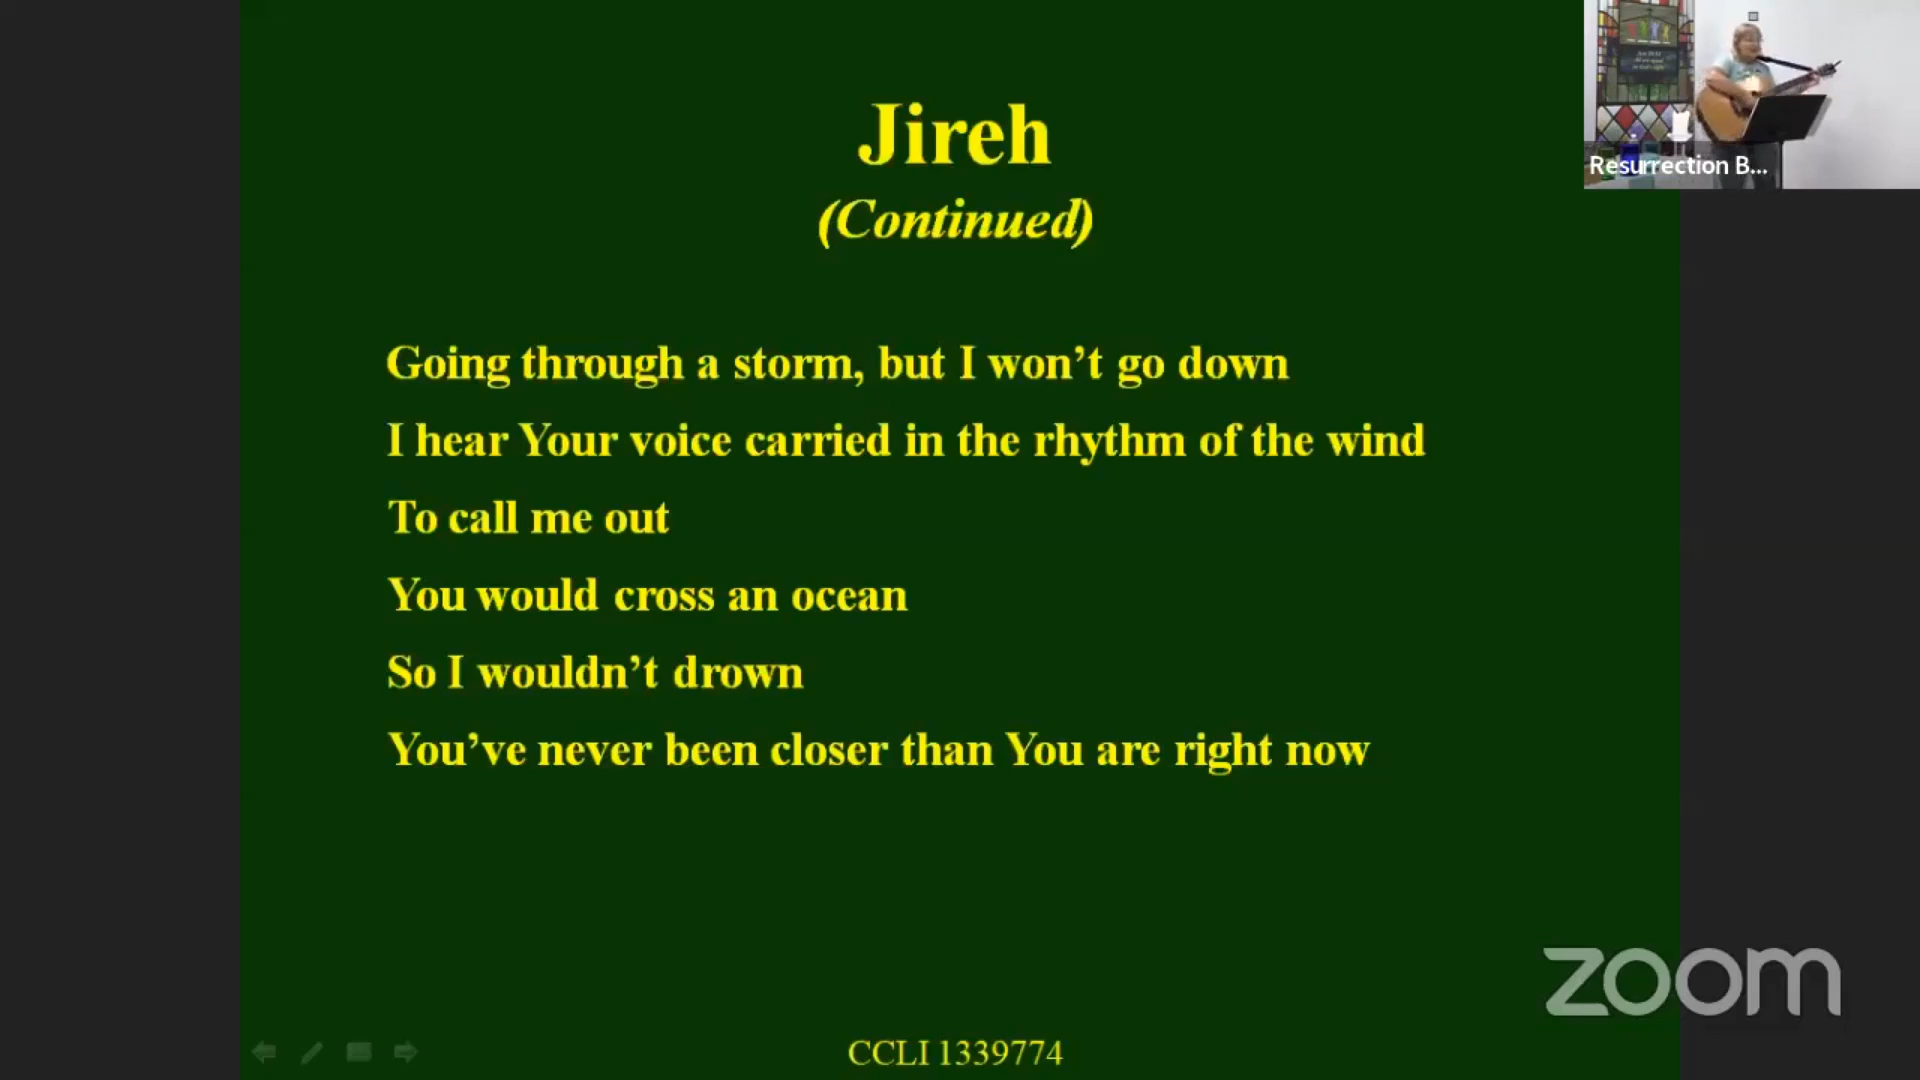 Jireh
(Continued)
Going through a storm, but I won’t go down
I hear Your voice carried in the rhythm of the wind
To call me out
You would cross an ocean
So I wouldn’t drown
You’ve never been closer than You are right now
CCLI 1339774
Resurrection B...
zoom